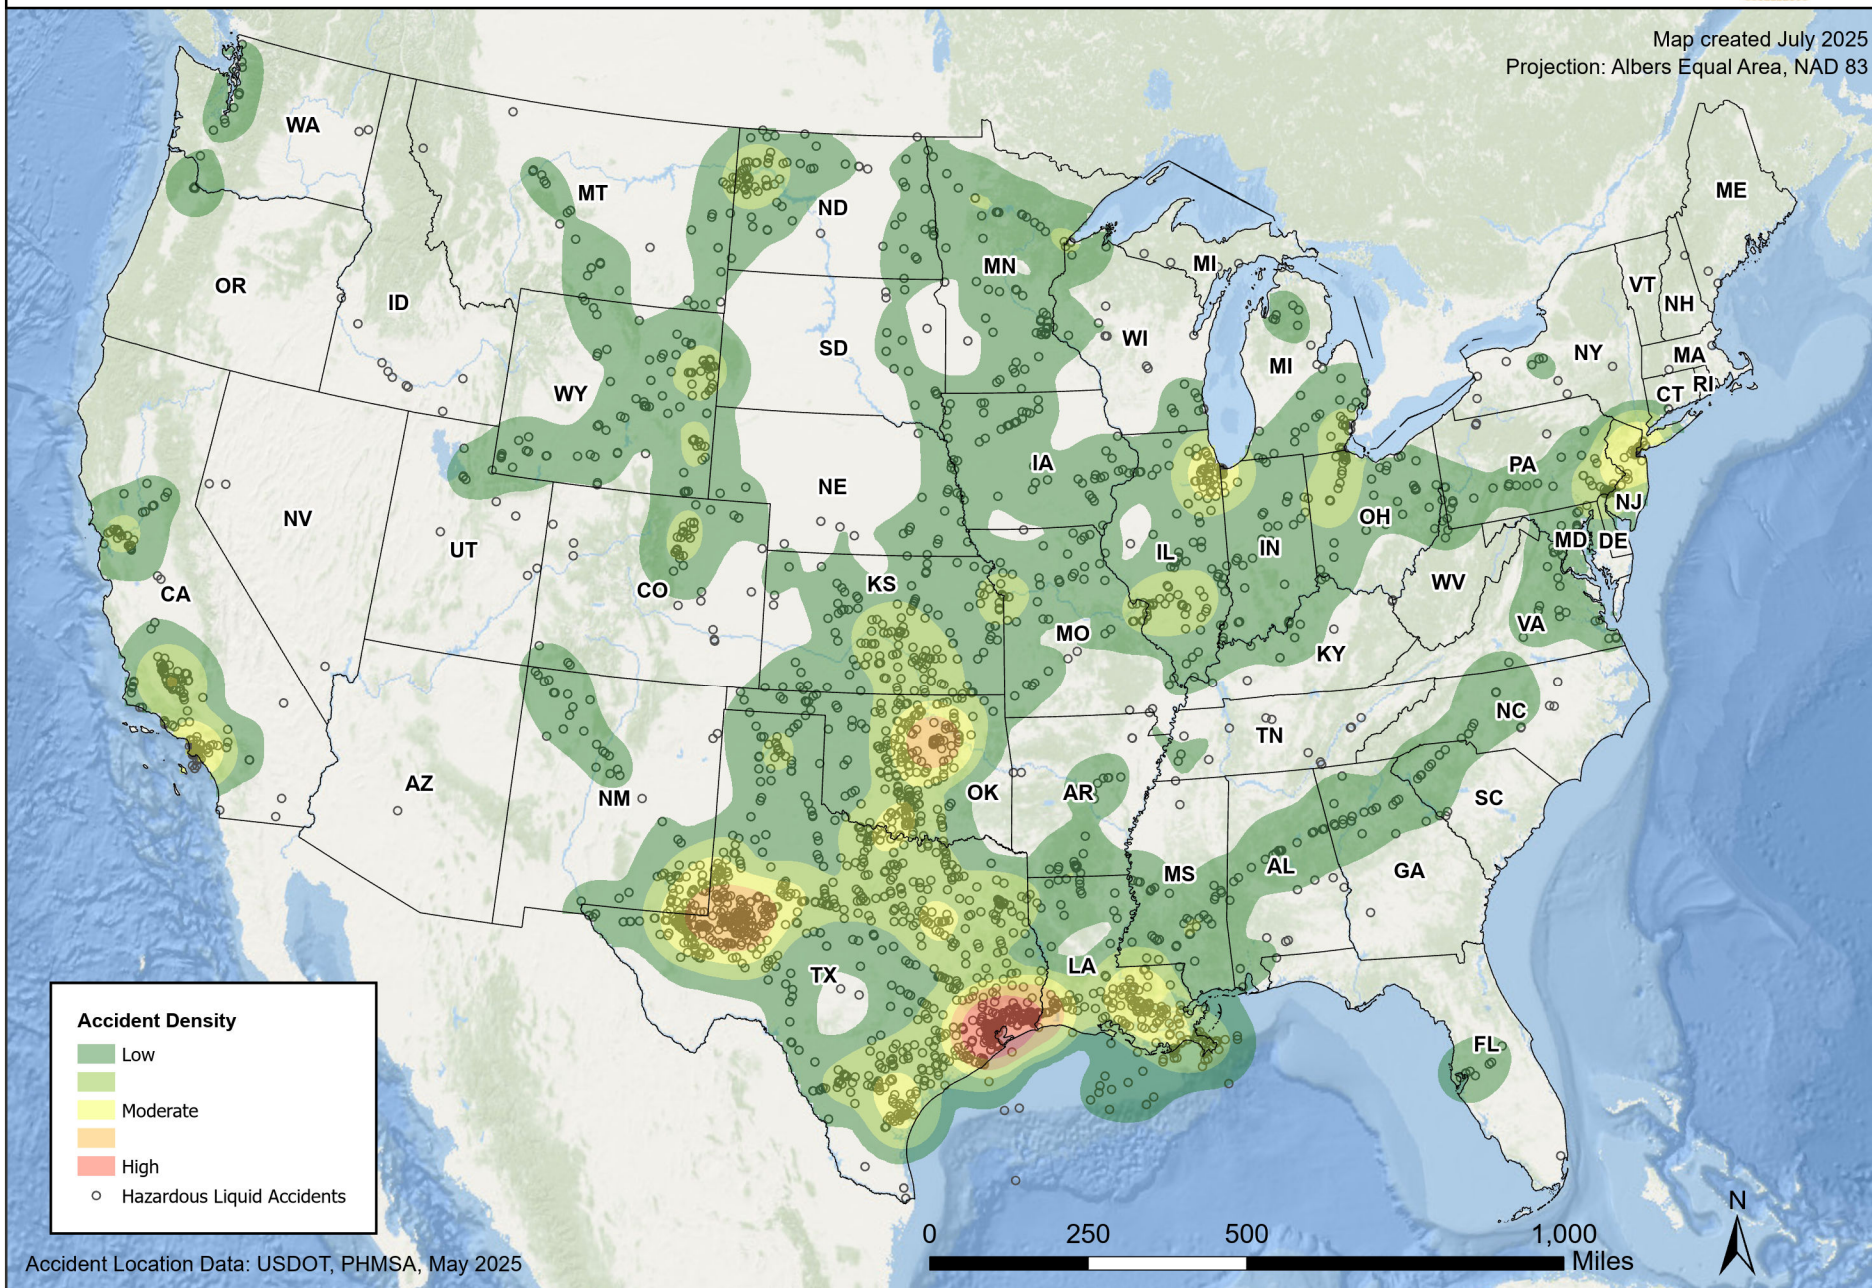 Map created July 2025
Projection: Albers Equal Area, NAD 83
WA
MT
ND
MN
MI
ME
OR
ID
SD
WI
MI
VT
NH
NY
MA
CT
RI
WY
NE
IA
PA
NJ
NV
UT
CO
KS
MO
IL
IN
OH
WV
MD
DE
VA
CA
KY
AZ
NM
OK
AR
TN
NC
SC
MS
AL
GA
TX
LA
FL
Accident Density
Low
Moderate
High
Hazardous Liquid Accidents
Accident Location Data: USDOT, PHMSA, May 2025
0 250 500 1,000
Miles
N